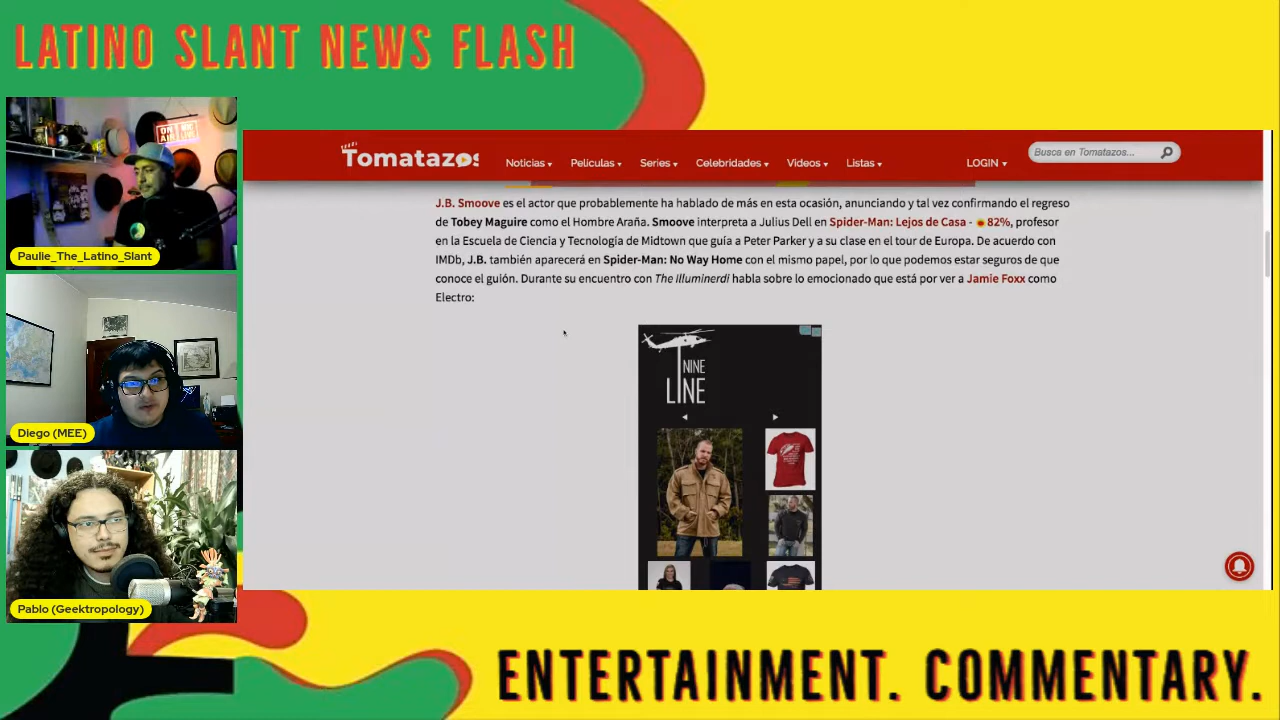 LATINO SLANT NEWS FLASH
ON AIR
Paulie_The_Latino_Slant
Diego (MEE)
Pablo (Geektropology)
Tomatazos
Noticias
Películas
Series
Celebridades
Videos
Listas
LOGIN
Busca en Tomatazos...
J.B. Smoove es el actor que probablemente ha hablado de más en esta ocasión, anunciando y tal vez confirmando el regreso
de Tobey Maguire como el Hombre Araña. Smoove interpreta a Julius Dell en Spider-Man: Lejos de Casa - 82%, profesor
en la Escuela de Ciencia y Tecnología de Midtown que guía a Peter Parker y a su clase en el tour de Europa. De acuerdo con
IMDb, J.B. también aparecerá en Spider-Man: No Way Home con el mismo papel, por lo que podemos estar seguros de que
conoce el guión. Durante su encuentro con The Illuminerdi habla sobre lo emocionado que está por ver a Jamie Foxx como
Electro:
NINE
LINE
ENTERTAINMENT. COMMENTARY.